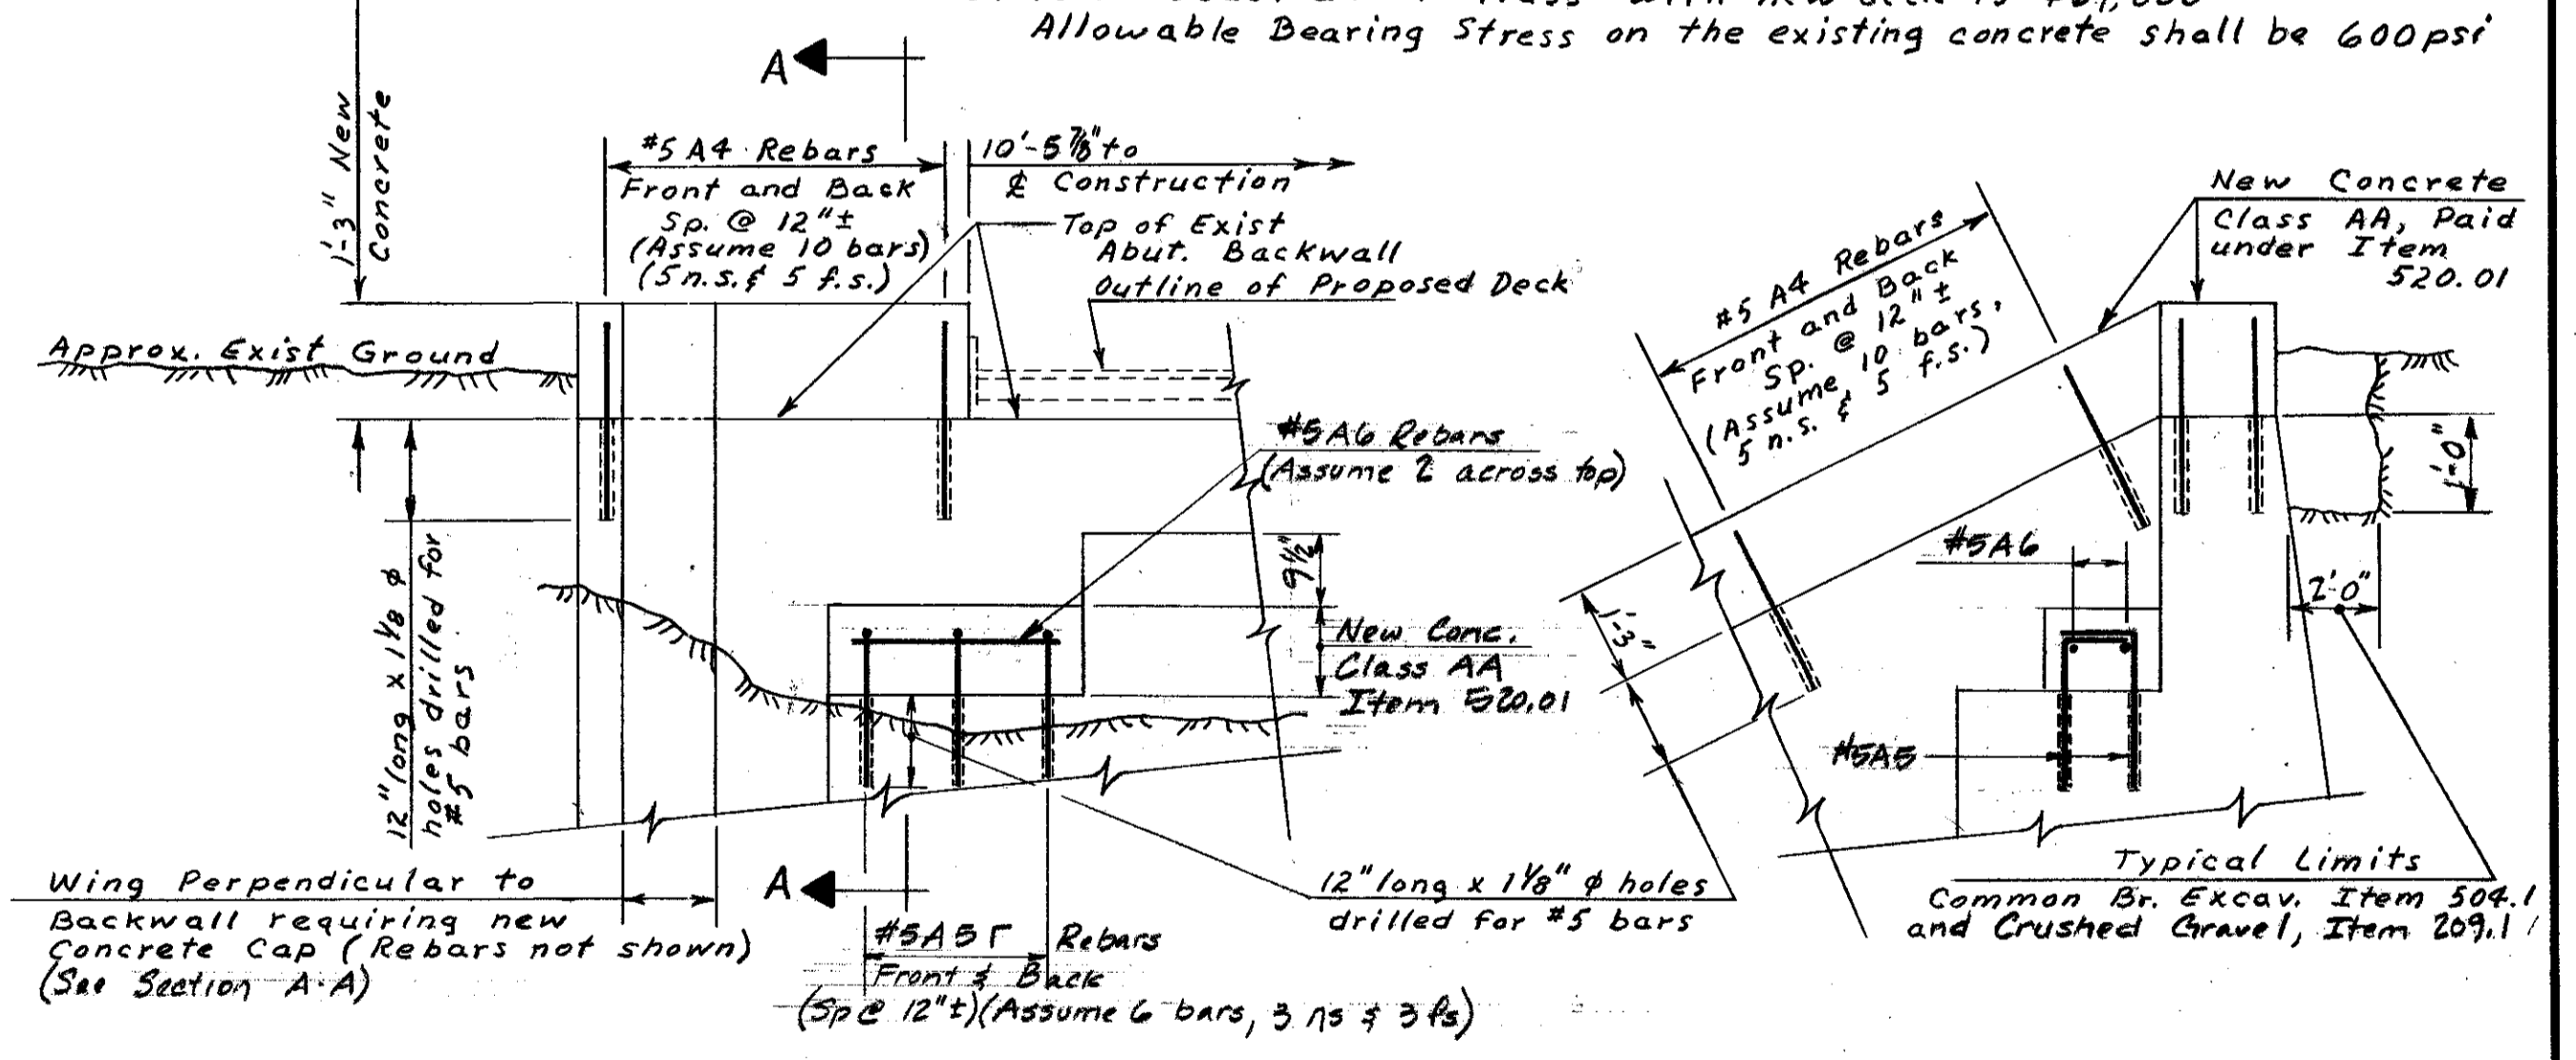 Allowable Bearing Stress on the existing concrete shall be 600 psi
A
1'-3" New
Concrete
#5 A4 Rebars
Front and Back
Sp. @ 12"±
(Assume 10 bars)
(5 n.s. & 5 f.s.)
10'-5⅞" to
℄ Construction
Top of Exist
Abut. Backwall
Outline of Proposed Deck
Approx. Exist Ground
#5A6 Rebars
(Assume 2 across top)
9½"
New Conc.
Class AA
Item 520.01
12" long x 1⅛ φ
holes drilled for
#5 bars
Wing Perpendicular to
Backwall requiring new
Concrete Cap (Rebars not shown)
(See Section A-A)
A
#5A5 Γ Rebars
Front & Back
(Sp @ 12"±)(Assume 6 bars, 3 ns & 3 fs)
12" long x 1⅛" φ holes
drilled for #5 bars
#5 A4 Rebars
Front and Back
Sp. @ 12"±
(Assume 10 bars,
5 n.s. & 5 f.s.)
New Concrete
Class AA, Paid
under Item
520.01
1'-3"
#5A6
#5A5
1'-0"
2'-0"
Typical Limits
Common Br. Excav. Item 504.1
and Crushed Gravel, Item 209.1